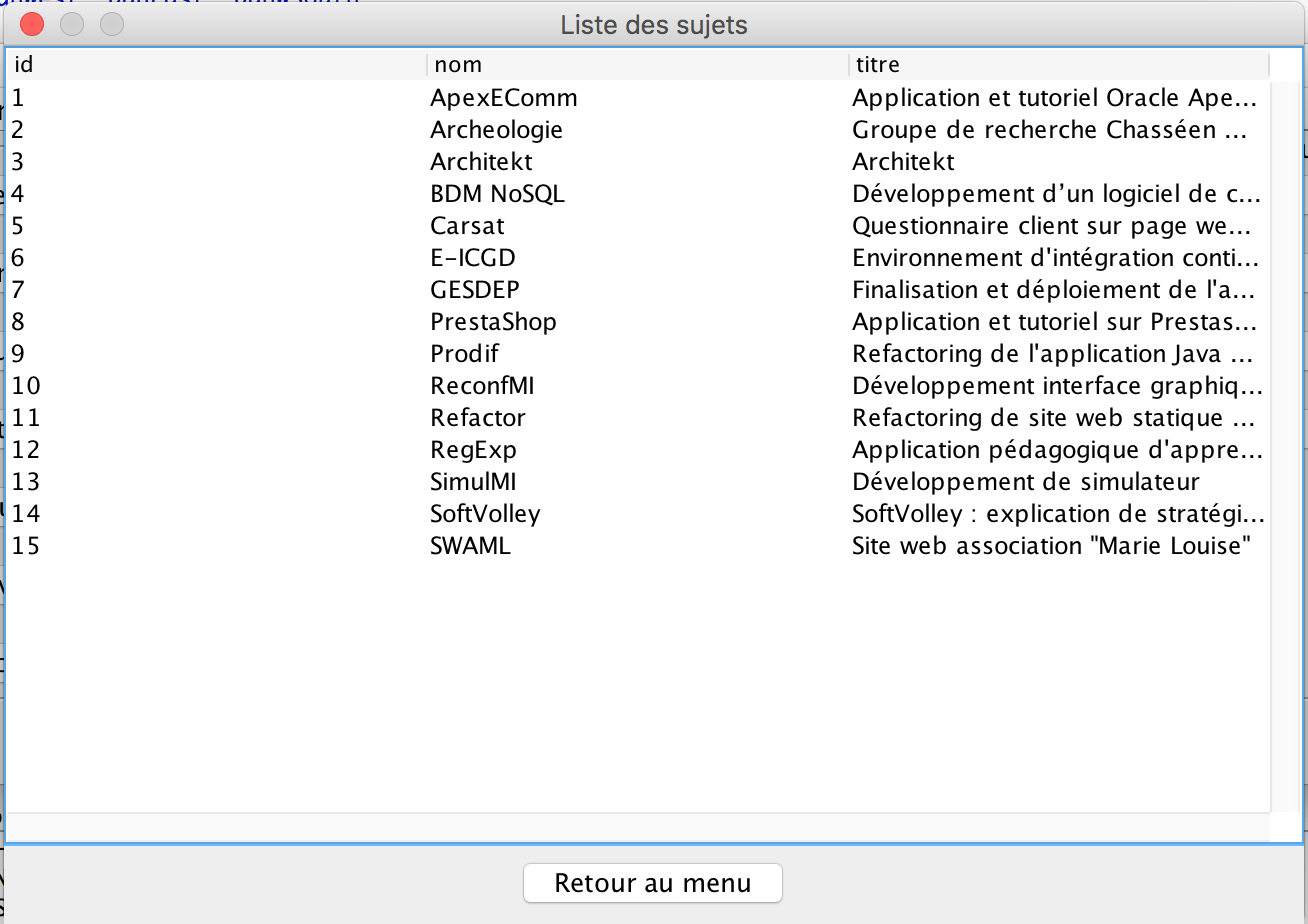 Liste des sujets
id nom titre
1 ApexEComm Application et tutoriel Oracle Ape...
2 Archeologie Groupe de recherche Chasséen ...
3 Architekt Architekt
4 BDM NoSQL Développement d’un logiciel de c...
5 Carsat Questionnaire client sur page we...
6 E-ICGD Environnement d'intégration conti...
7 GESDEP Finalisation et déploiement de l'a...
8 PrestaShop Application et tutoriel sur Prestas...
9 Prodif Refactoring de l'application Java ...
10 ReconfMI Développement interface graphiq...
11 Refactor Refactoring de site web statique ...
12 RegExp Application pédagogique d'appre...
13 SimulMI Développement de simulateur
14 SoftVolley SoftVolley : explication de stratégi...
15 SWAML Site web association "Marie Louise"
Retour au menu